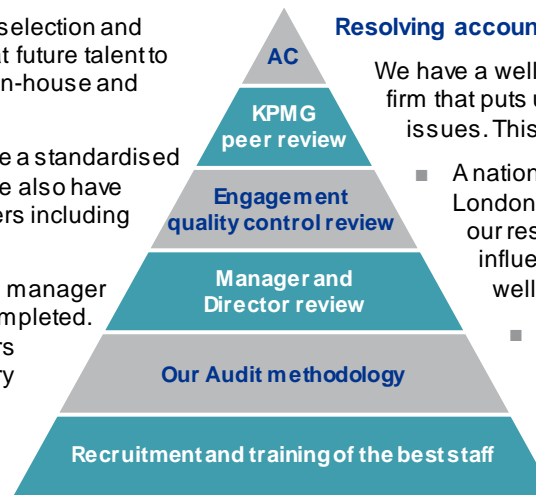 selection and
at future talent to
n-house and
e a standardised
e also have
ers including
manager
mpleted.
rs
ry
AC
KPMG
peer review
Engagement
quality control review
Manager and
Director review
Our Audit methodology
Recruitment and training of the best staff
Resolving accoun
We have a well
firm that puts u
issues. This
■ A nation
London
our res
influe
well
■